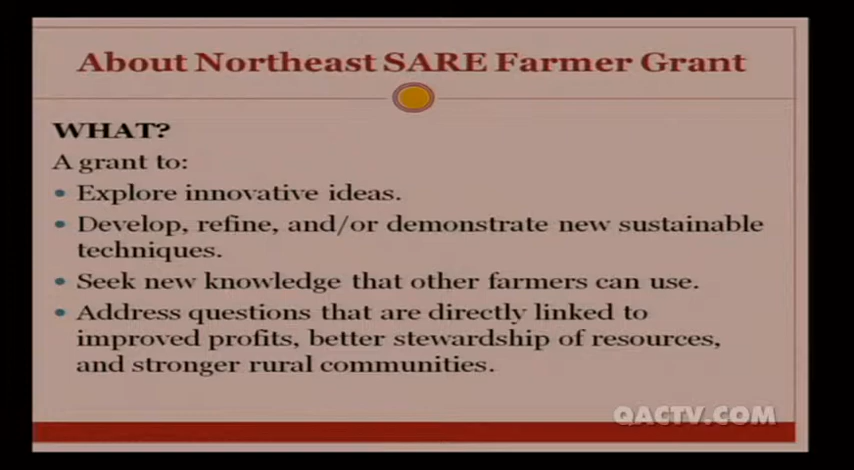 About Northeast SARE Farmer Grant
WHAT?
A grant to:
• Explore innovative ideas.
• Develop, refine, and/or demonstrate new sustainable
techniques.
• Seek new knowledge that other farmers can use.
• Address questions that are directly linked to
improved profits, better stewardship of resources,
and stronger rural communities.
QACTV.COM